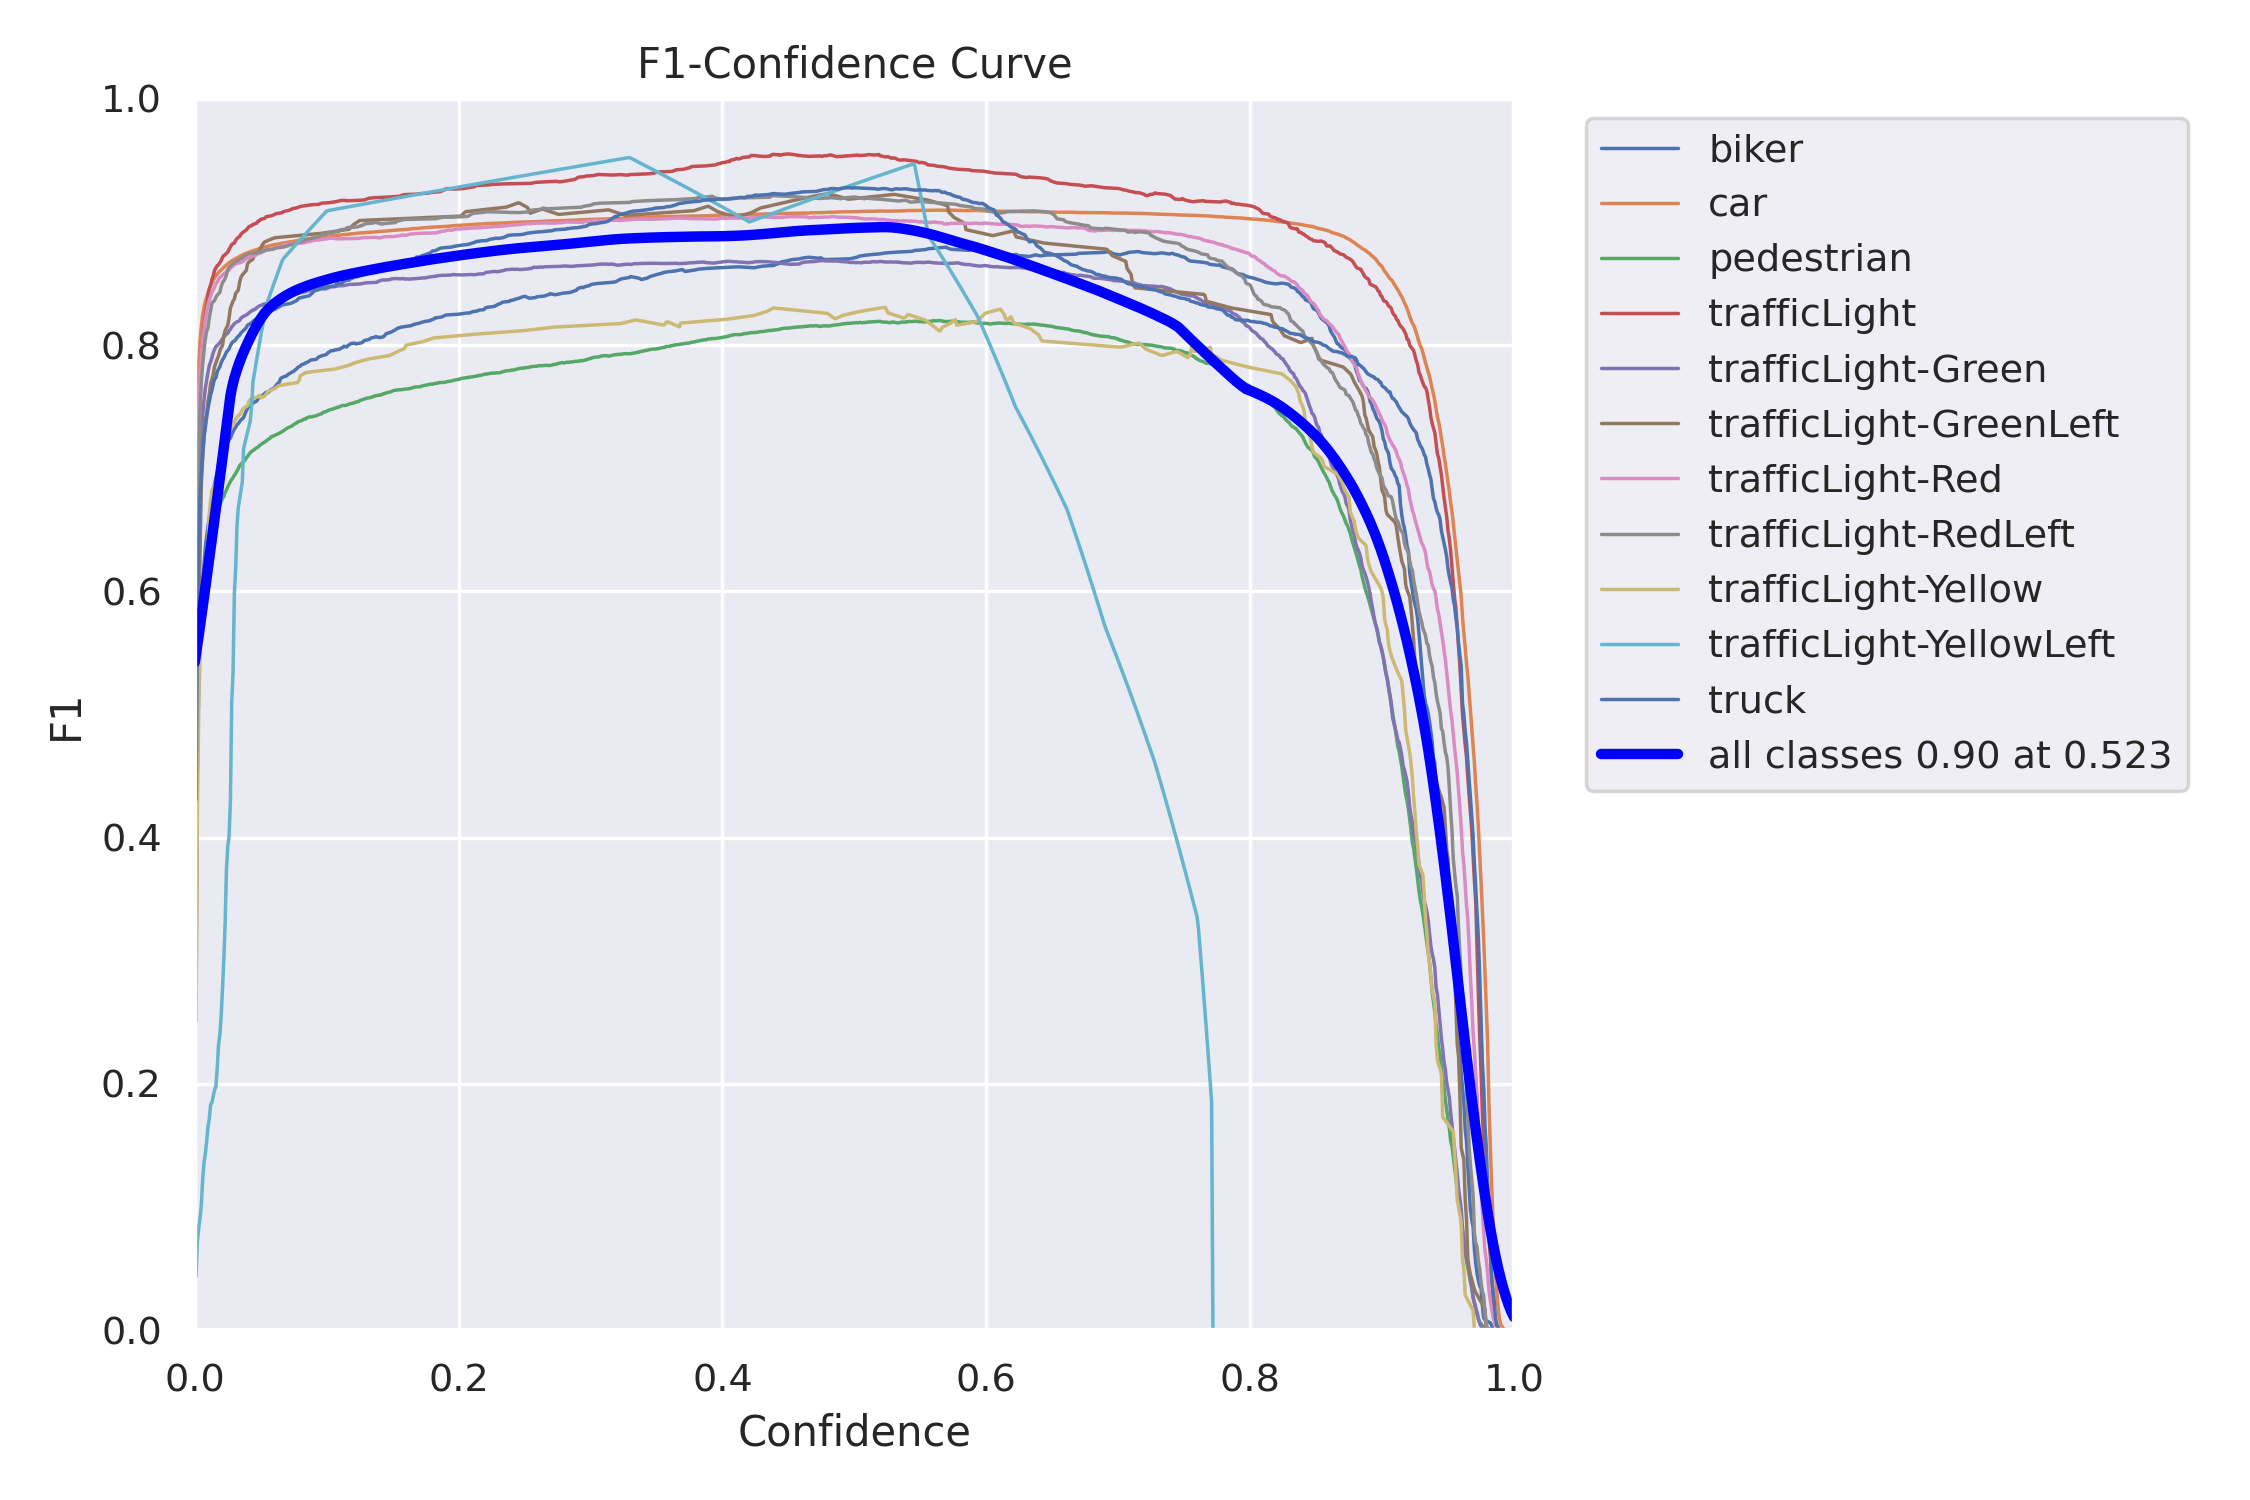 F1-Confidence Curve
1.0
0.8
0.6
0.4
0.2
0.0
F1
0.0 0.2 0.4 0.6 0.8 1.0
Confidence
biker
car
pedestrian
trafficLight
trafficLight-Green
trafficLight-GreenLeft
trafficLight-Red
trafficLight-RedLeft
trafficLight-Yellow
trafficLight-YellowLeft
truck
all classes 0.90 at 0.523